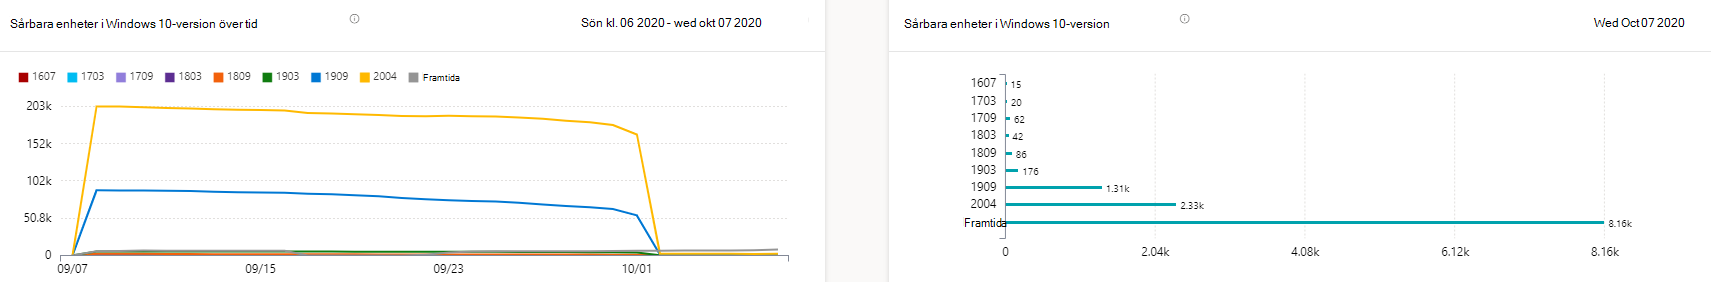 Sårbara enheter i Windows 10-version över tid
Sön kl. 06 2020 - wed okt 07 2020
1607 1703 1709 1803 1809 1903 1909 2004 Framtida
203k
152k
102k
50.8k
0
09/07 09/15 09/23 10/01
Sårbara enheter i Windows 10-version
Wed Oct 07 2020
1607 15
1703 20
1709 62
1803 42
1809 86
1903 176
1909 1.31k
2004 2.33k
Framtida 8.16k
0 2.04k 4.08k 6.12k 8.16k